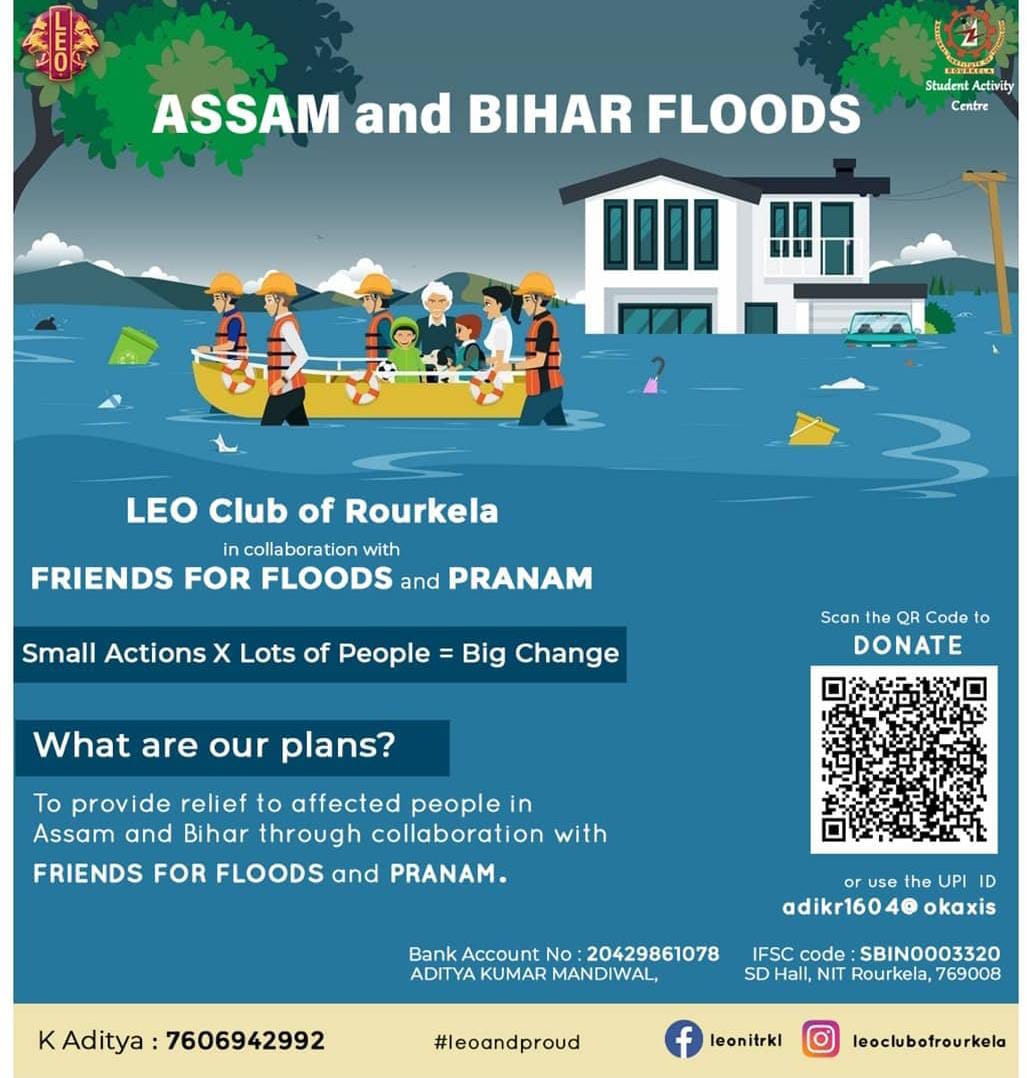 LEO
ROURKELA
Student Activity
Centre
ASSAM and BIHAR FLOODS
LEO Club of Rourkela
in collaboration with
FRIENDS FOR FLOODS and PRANAM
Small Actions X Lots of People = Big Change
What are our plans?
To provide relief to affected people in
Assam and Bihar through collaboration with
FRIENDS FOR FLOODS and PRANAM.
Scan the QR Code to
DONATE
or use the UPI ID
adikr1604@okaxis
Bank Account No : 20429861078
ADITYA KUMAR MANDIWAL,
IFSC code : SBIN0003320
SD Hall, NIT Rourkela, 769008
K Aditya : 7606942992
#leoandproud
leonitrkl
leoclubofrourkela